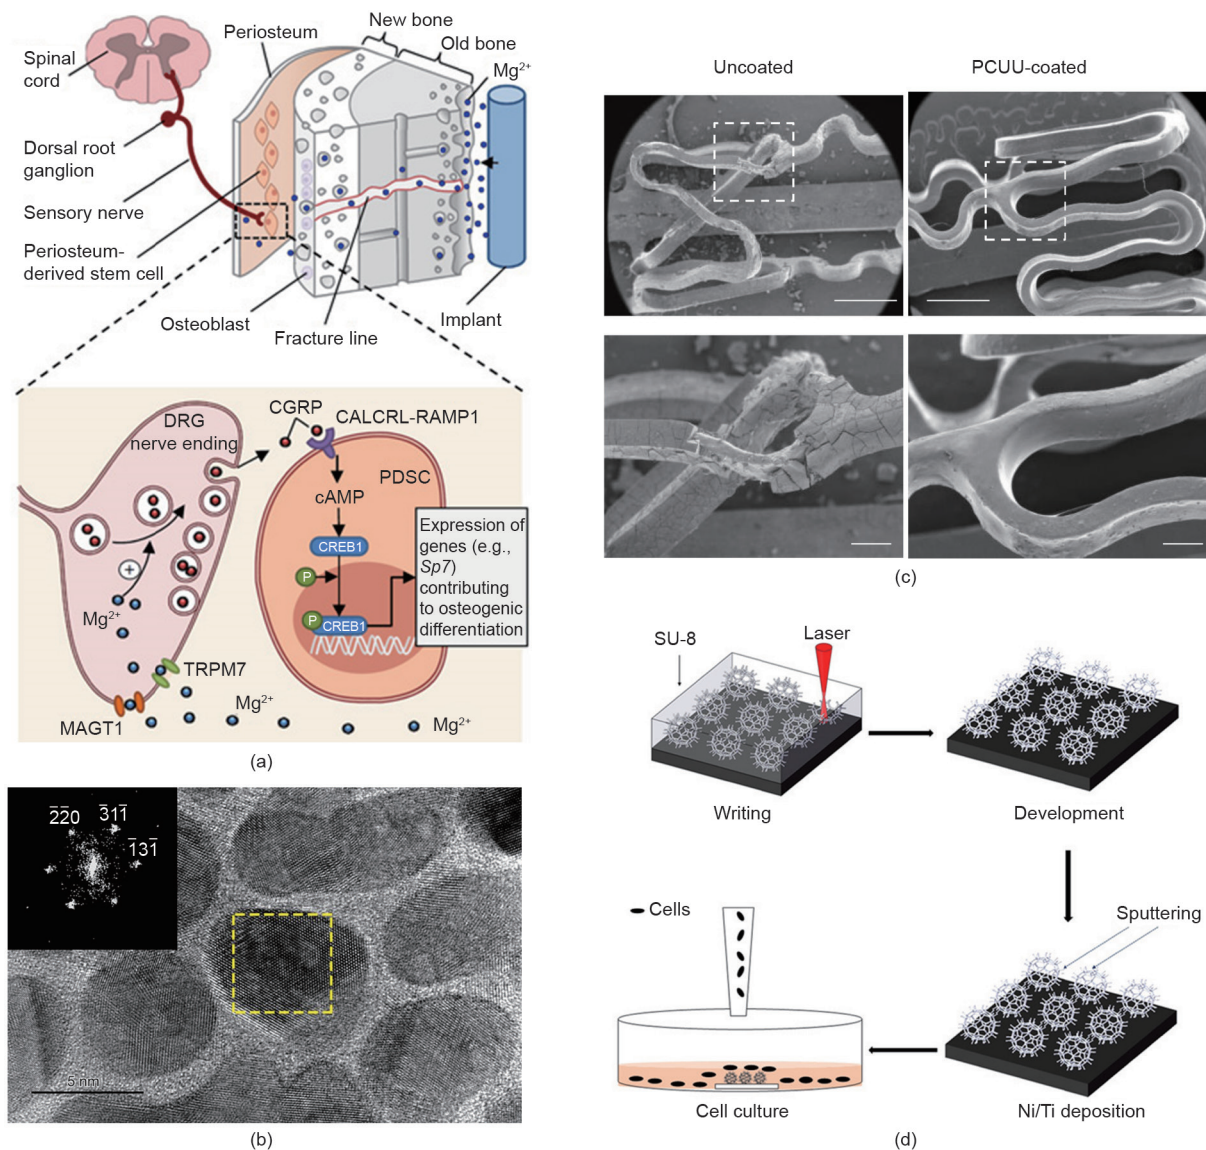 New bone
Old bone
Periosteum
Mg²⁺
Spinal
cord
Dorsal root
ganglion
Sensory nerve
Periosteum-
derived stem cell
Osteoblast
Fracture line
Implant
DRG
nerve ending
CGRP
CALCRL-RAMP1
PDSC
cAMP
CREB1
P
P
CREB1
Expression of
genes (e.g.,
Sp7)
contributing
to osteogenic
differentiation
+
Mg²⁺
TRPM7
MAGT1
Mg²⁺
Mg²⁺
(a)
2̅2̅0
3̅11̅
1̅31̅
5 nm
(b)
Uncoated
PCUU-coated
(c)
SU-8
Laser
Writing
Development
Sputtering
Cells
Cell culture
Ni/Ti deposition
(d)